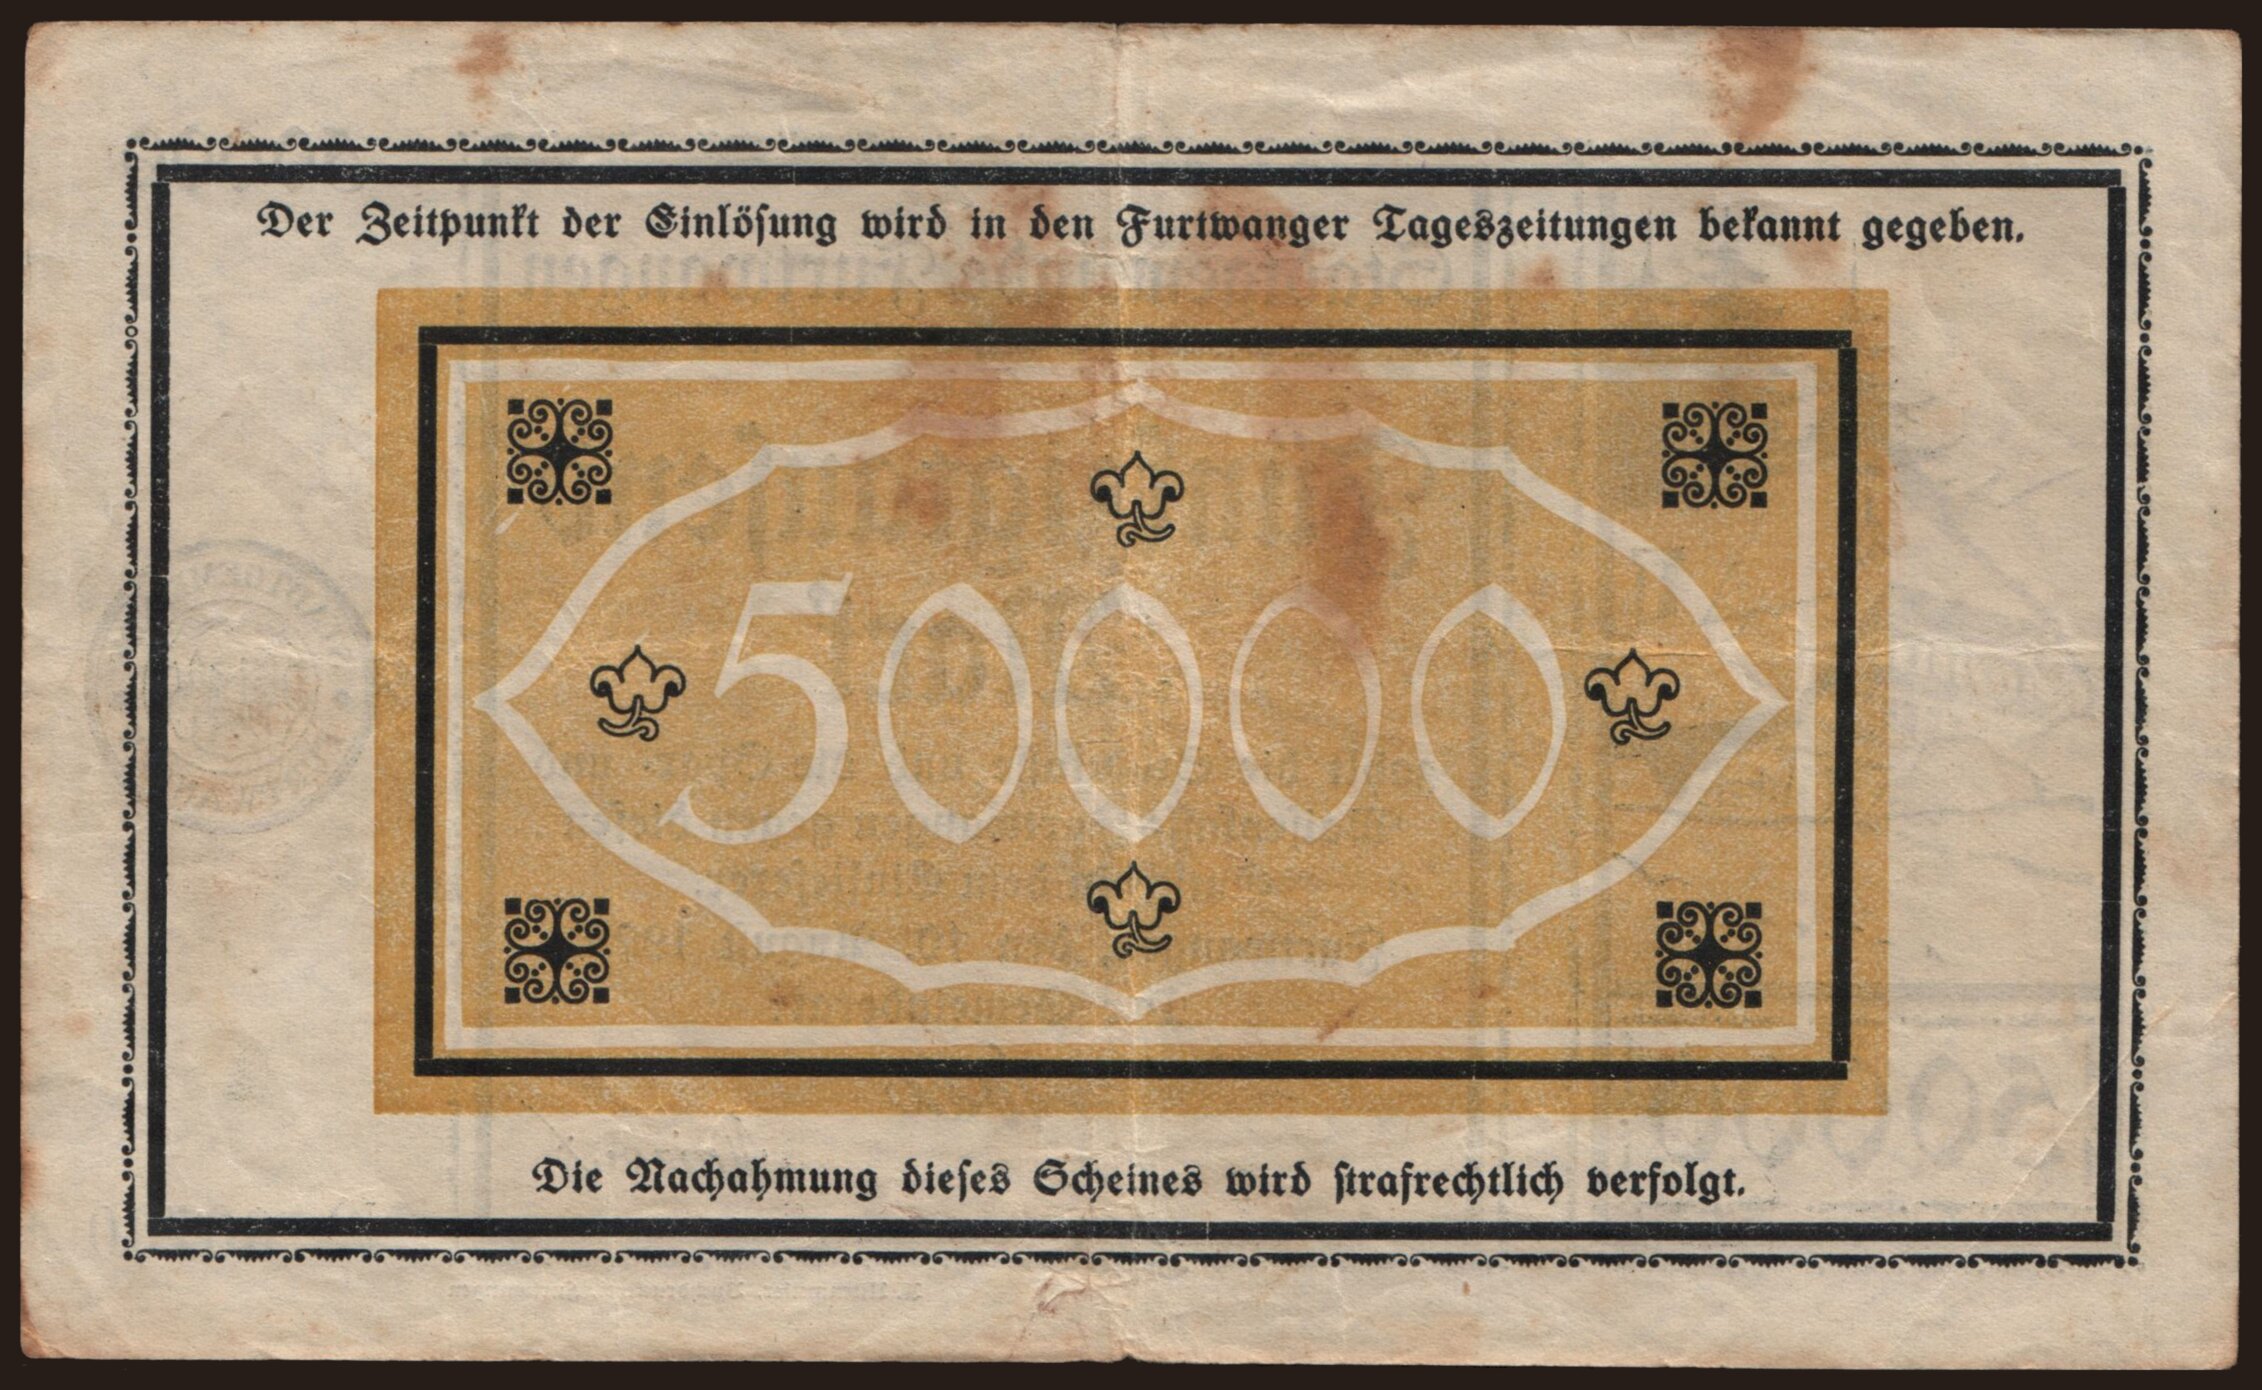 Der Zeitpunkt der Einlösung wird in den Furtwanger Tageszeitungen bekannt gegeben.
50000
Die Nachahmung dieses Scheines wird strafrechtlich verfolgt.